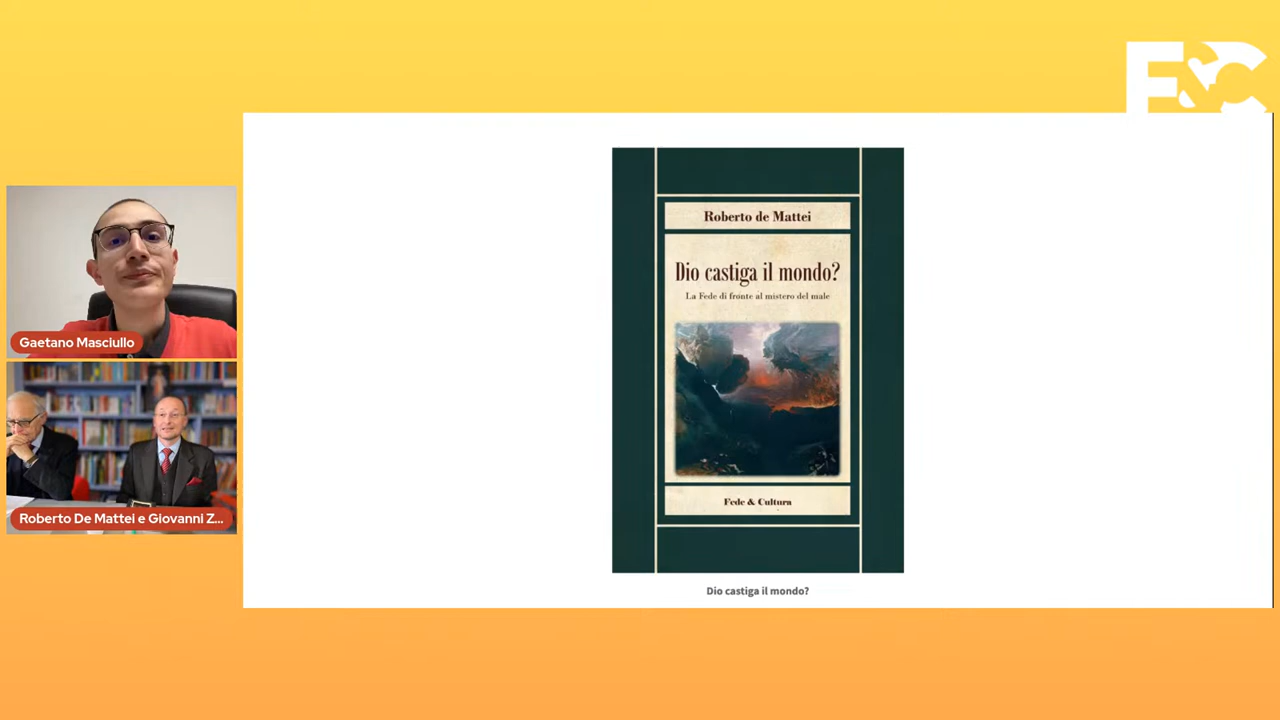 F&C
Gaetano Masciullo
Roberto De Mattei e Giovanni Z...
Roberto de Mattei
Dio castiga il mondo?
La Fede di fronte al mistero del male
Fede & Cultura
Dio castiga il mondo?